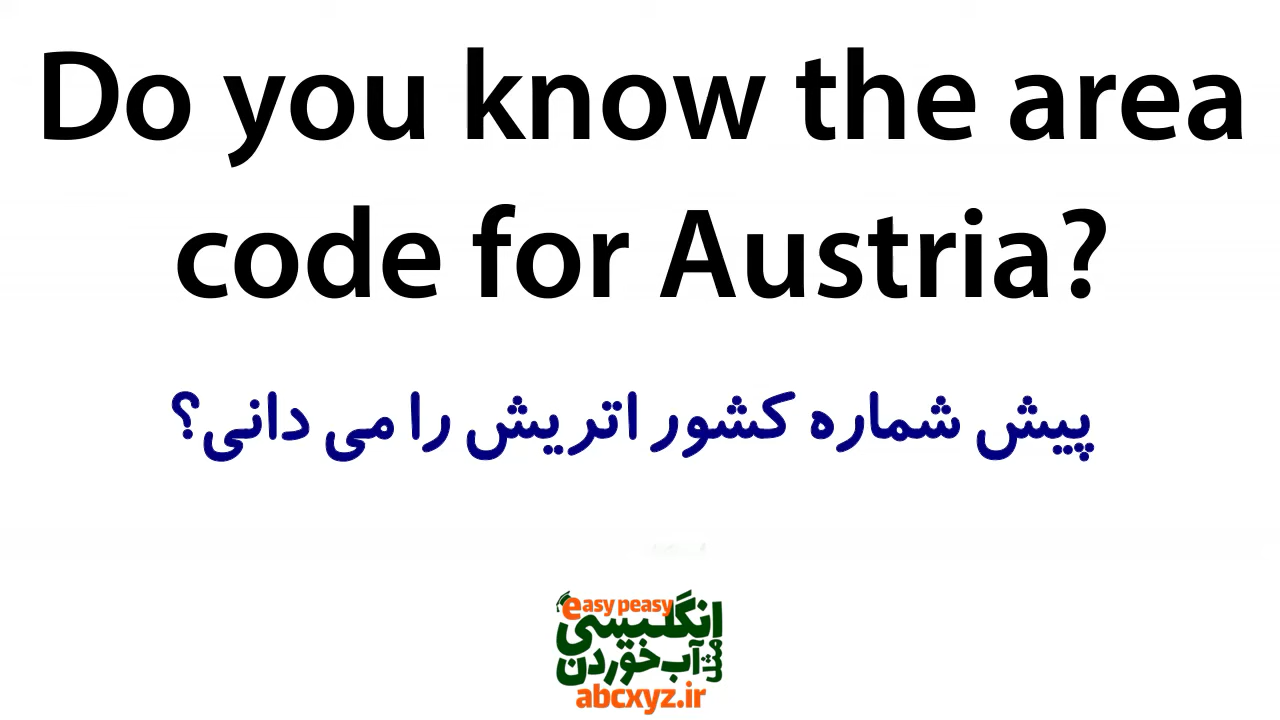 Do you know the area
code for Austria?
پیش شماره کشور اتریش را می دانی؟
easy peasy
انگلیسی
مثل آب خوردن
abcxyz.ir